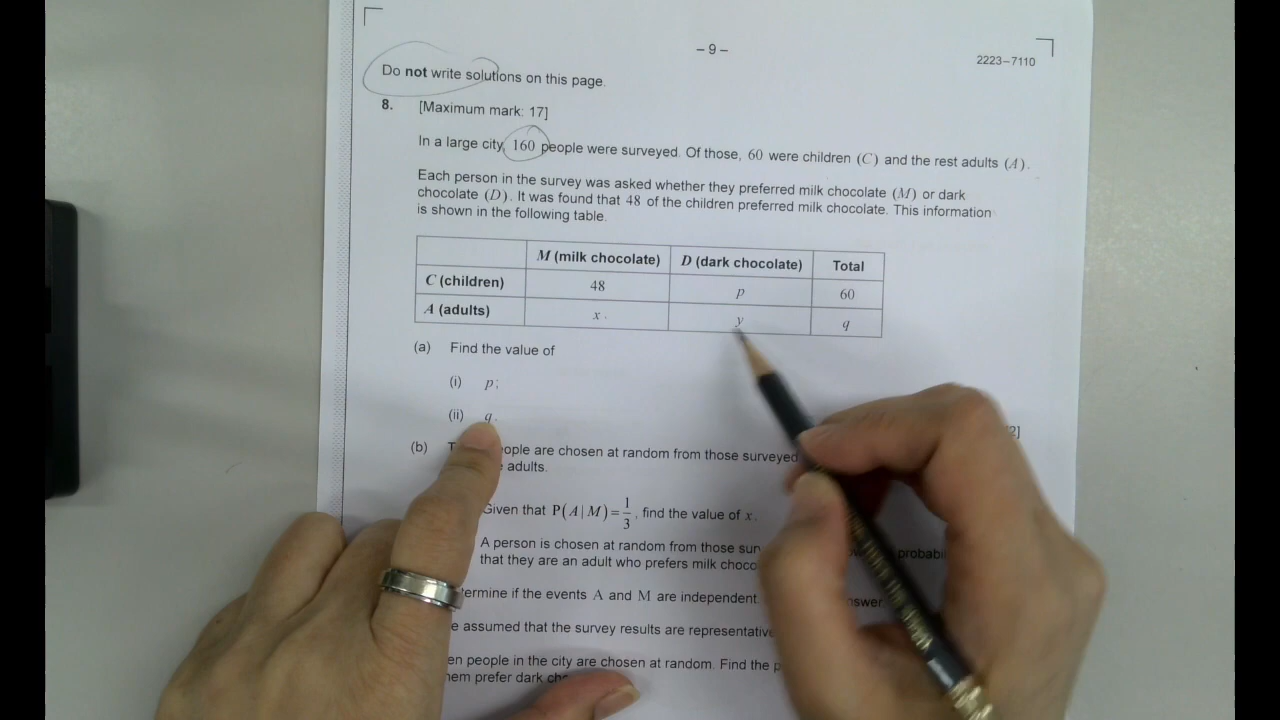 – 9 –
2223–7110
Do not write solutions on this page.
8. [Maximum mark: 17]
In a large city, 160 people were surveyed. Of those, 60 were children (C) and the rest adults (A).
Each person in the survey was asked whether they preferred milk chocolate (M) or dark
chocolate (D). It was found that 48 of the children preferred milk chocolate. This information
is shown in the following table.
M (milk chocolate) D (dark chocolate) Total
C (children) 48 p 60
A (adults) x y q
(a) Find the value of
(i) p;
(ii) q.
2]
(b) people are chosen at random from those surveyed
adults.
Given that P(A|M) = 1/3, find the value of x.
A person is chosen at random from those
that they are an adult who prefers milk
if the events A and M are independent.
assumed that the survey results are representative
people in the city are chosen at random. Find the
prefer dark